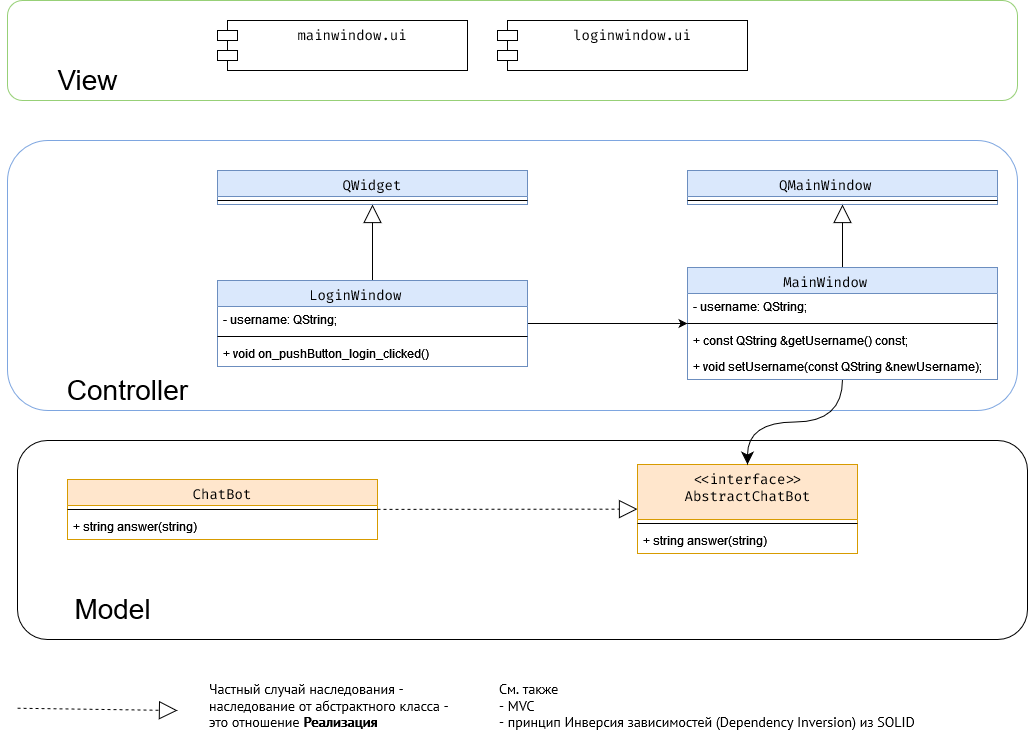 mainwindow.ui
loginwindow.ui
View
QWidget
QMainWindow
LoginWindow
- username: QString;
+ void on_pushButton_login_clicked()
MainWindow
- username: QString;
+ const QString &getUsername() const;
+ void setUsername(const QString &newUsername);
Controller
ChatBot
+ string answer(string)
<<interface>>
AbstractChatBot
+ string answer(string)
Model
Частный случай наследования -
наследование от абстрактного класса -
это отношение Реализация
См. также
- MVC
- принцип Инверсия зависимостей (Dependency Inversion) из SOLID